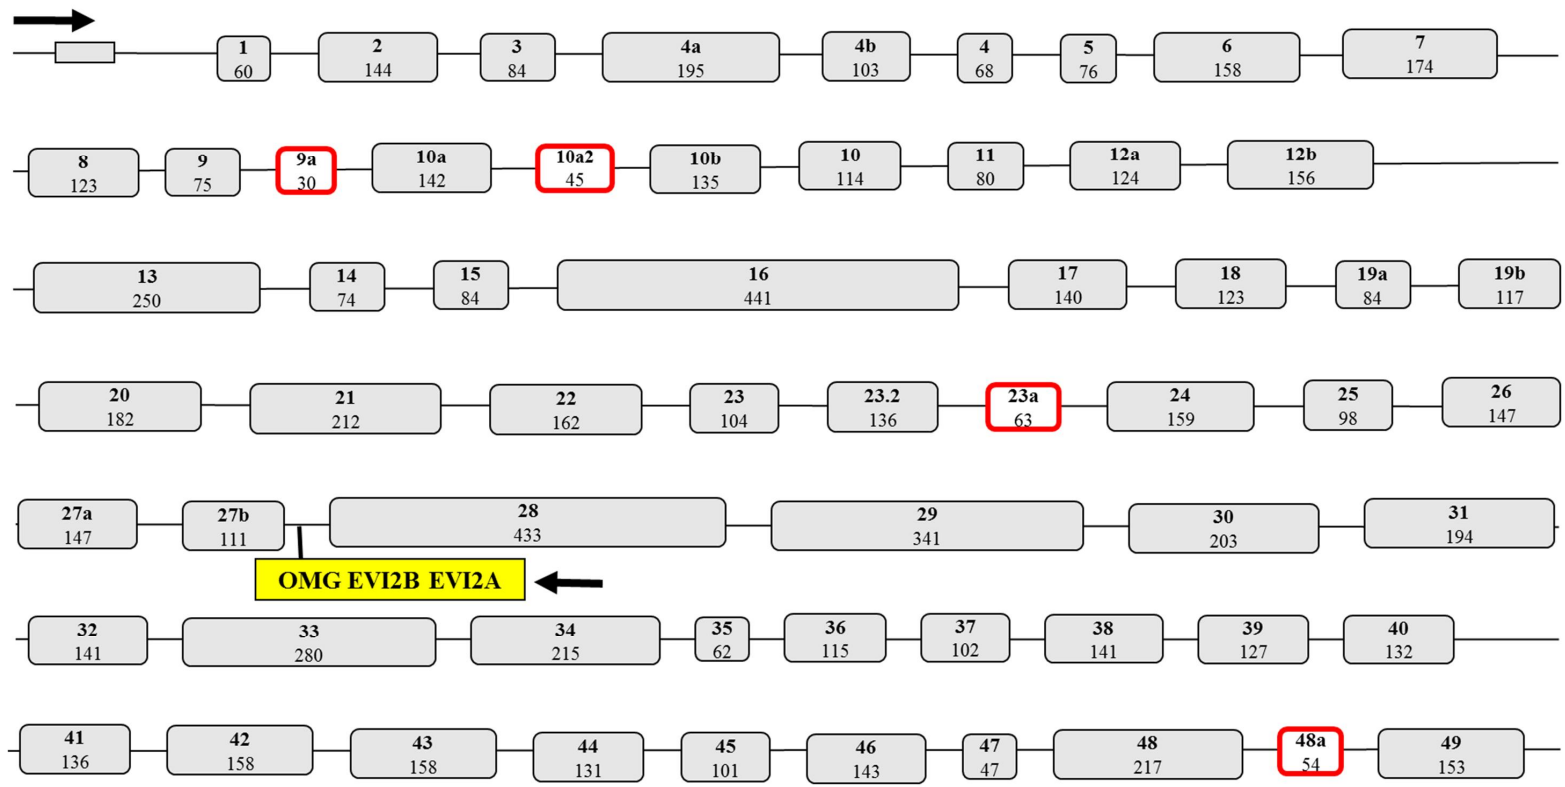 1 2 3 4a 4b 4 5 6 7
60 144 84 195 103 68 76 158 174
8 9 9a 10a 10a2 10b 10 11 12a 12b
123 75 30 142 45 135 114 80 124 156
13 14 15 16 17 18 19a 19b
250 74 84 441 140 123 84 117
20 21 22 23 23.2 23a 24 25 26
182 212 162 104 136 63 159 98 147
27a 27b 28 29 30 31
147 111 433 341 203 194
OMG EVI2B EVI2A
32 33 34 35 36 37 38 39 40
141 280 215 62 115 102 141 127 132
41 42 43 44 45 46 47 48 48a 49
136 158 158 131 101 143 47 217 54 153